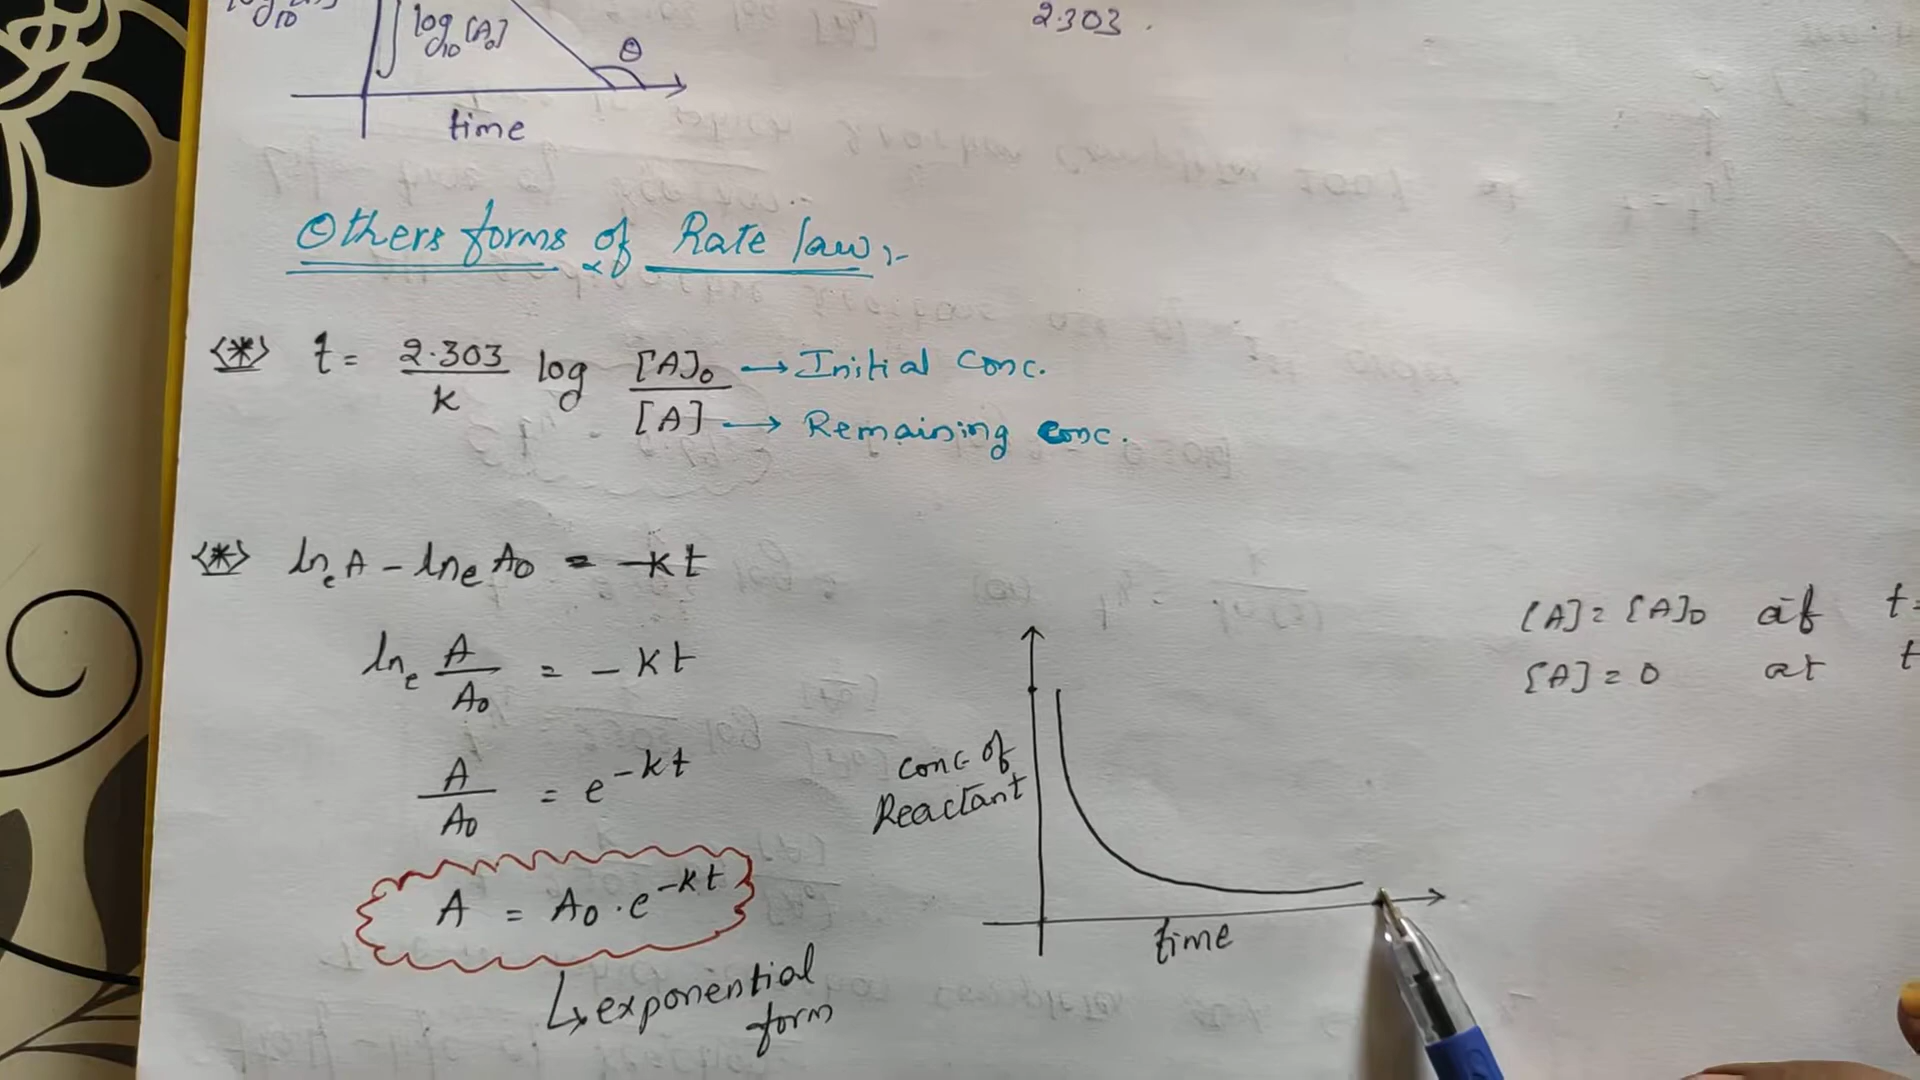 log₁₀[A₀]
θ
2.303
time
Others forms of Rate law:-
<*> t = 2.303/k log [A]₀/[A]
→ Initial Conc.
→ Remaining conc.
<*> lnₑA - lnₑA₀ = -kt
lnₑ A/A₀ = -kt
A/A₀ = e^-kt
A = A₀.e^-kt
↳ exponential
form
Conc of
Reactant
time
[A] = [A]₀ at t=
[A] = 0 at t